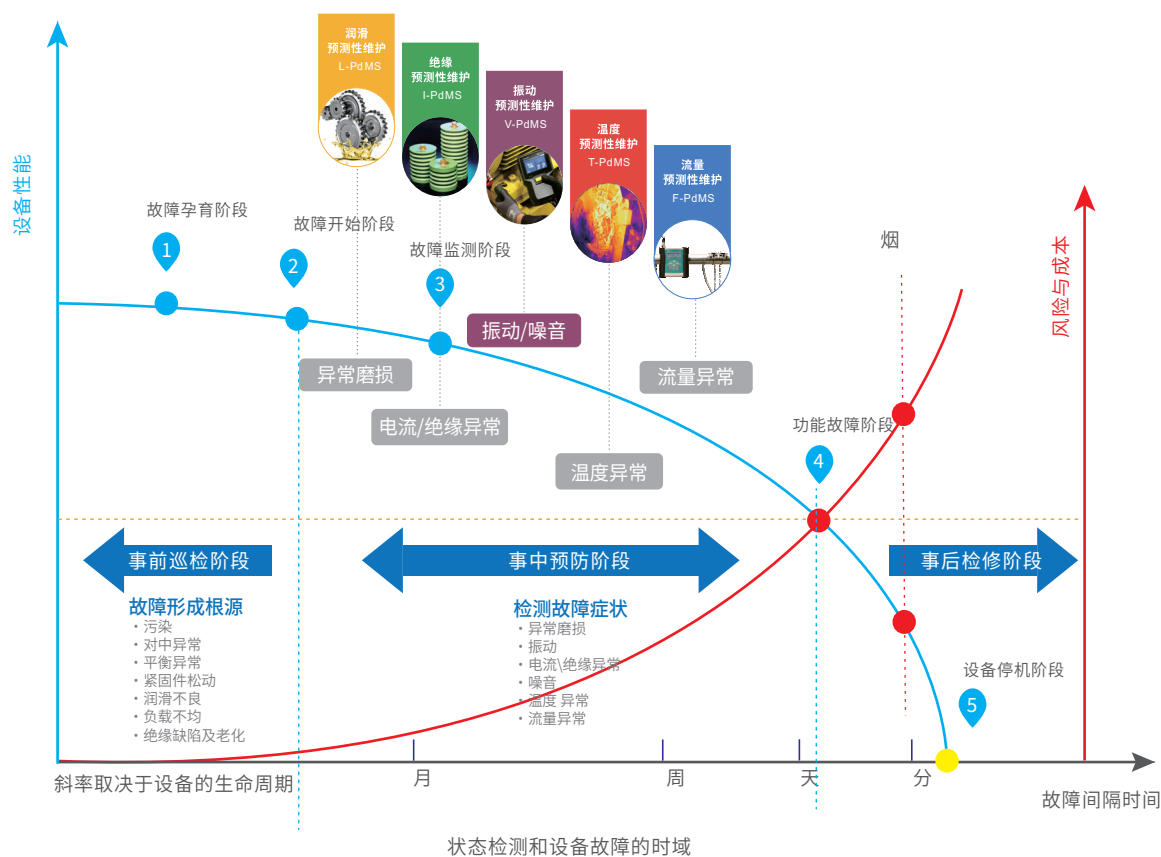 润滑
预测性维护
L-PdMS
绝缘
预测性维护
I-PdMS
振动
预测性维护
V-PdMS
温度
预测性维护
T-PdMS
流量
预测性维护
F-PdMS
设备性能
故障孕育阶段
1
故障开始阶段
2
故障监测阶段
3
烟
风险与成本
振动/噪音
异常磨损
流量异常
电流/绝缘异常
温度异常
功能故障阶段
4
事前巡检阶段
事中预防阶段
事后检修阶段
故障形成根源
・污染
・对中异常
・平衡异常
・紧固件松动
・润滑不良
・负载不均
・绝缘缺陷及老化
检测故障症状
・异常磨损
・振动
・电流\绝缘异常
・噪音
・温度 异常
・流量异常
设备停机阶段
5
斜率取决于设备的生命周期
月
周
天
分
故障间隔时间
状态检测和设备故障的时域